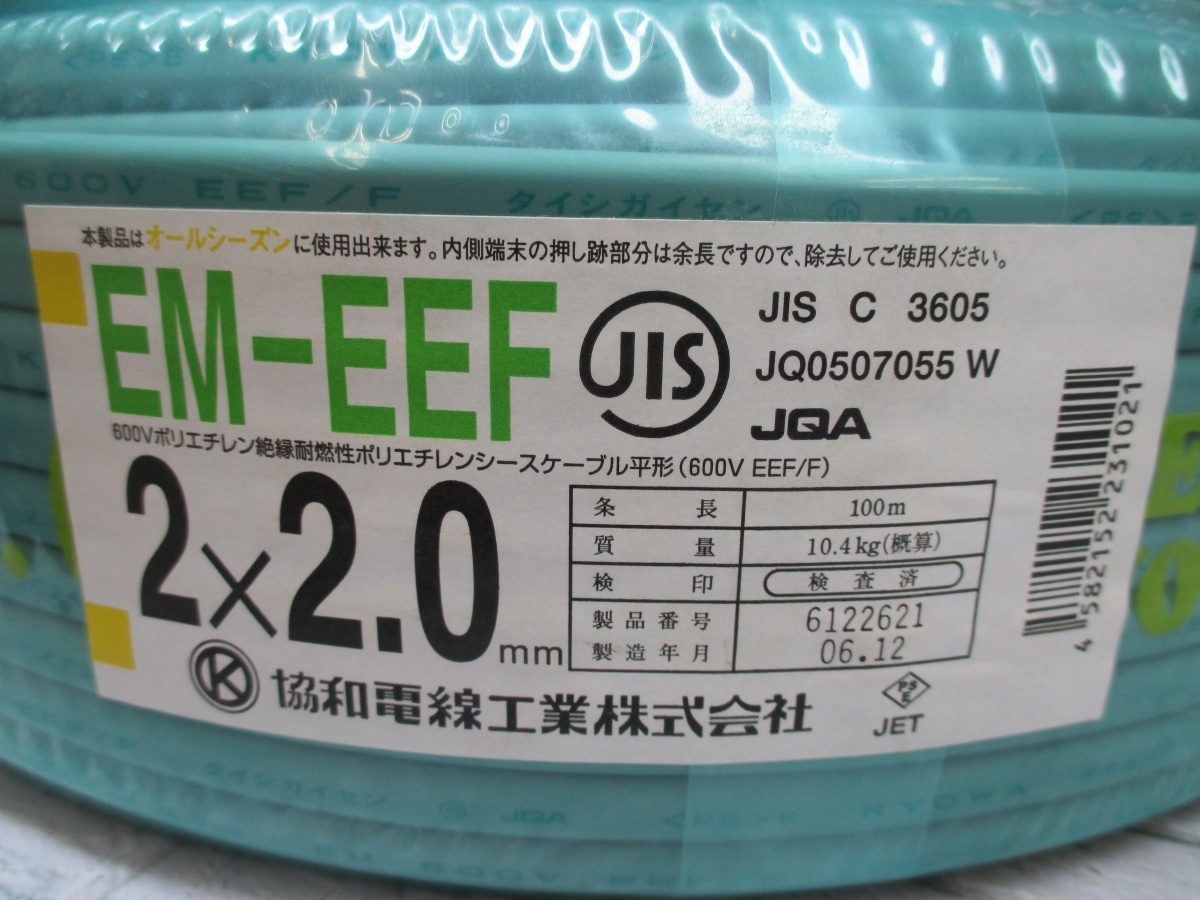 600V EEF/F タイシガイセン JQA <PS>E
本製品はオールシーズンに使用出来ます。内側端末の押し跡部分は余長ですので、除去してご使用ください。
EM-EEF
JIS
JIS C 3605
JQ0507055 W
JQA
600Vポリエチレン絶縁耐燃性ポリエチレンシースケーブル平形(600V EEF/F)
2×2.0mm
条長 100m
質量 10.4kg(概算)
検印 検査済
製品番号 6122621
製造年月 06.12
K 協和電線工業株式会社
PS E
JET
4582152231021
タイシガイセン JQA <PS>E KYOWA
600V